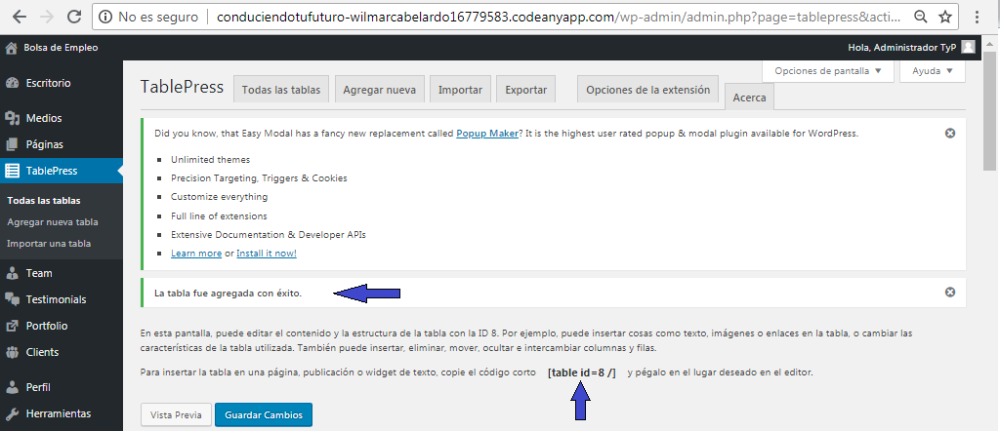 No es seguro | conduciendotufuturo-wilmarcabelardo16779583.codeanyapp.com/wp-admin/admin.php?page=tablepress&acti...
Bolsa de Empleo
Hola, Administrador TyP
Opciones de pantalla
Ayuda
Escritorio
Medios
Páginas
TablePress
Todas las tablas
Agregar nueva tabla
Importar una tabla
Team
Testimonials
Portfolio
Clients
Perfil
Herramientas
TablePress
Todas las tablas
Agregar nueva
Importar
Exportar
Opciones de la extensión
Acerca
Did you know, that Easy Modal has a fancy new replacement called Popup Maker? It is the highest user rated popup & modal plugin available for WordPress.
Unlimited themes
Precision Targeting, Triggers & Cookies
Customize everything
Full line of extensions
Extensive Documentation & Developer APIs
Learn more or Install it now!
La tabla fue agregada con éxito.
En esta pantalla, puede editar el contenido y la estructura de la tabla con la ID 8. Por ejemplo, puede insertar cosas como texto, imágenes o enlaces en la tabla, o cambiar las
características de la tabla utilizada. También puede insertar, eliminar, mover, ocultar e intercambiar columnas y filas.
Para insertar la tabla en una página, publicación o widget de texto, copie el código corto [table id=8 /] y pégalo en el lugar deseado en el editor.
Vista Previa
Guardar Cambios